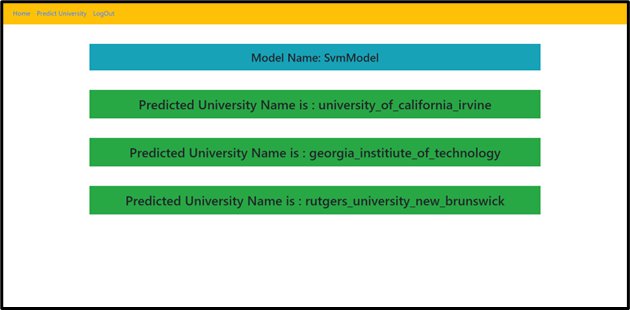 Home Predict University LogOut
Model Name: SvmModel
Predicted University Name is : university_of_california_irvine
Predicted University Name is : georgia_institiute_of_technology
Predicted University Name is : rutgers_university_new_brunswick